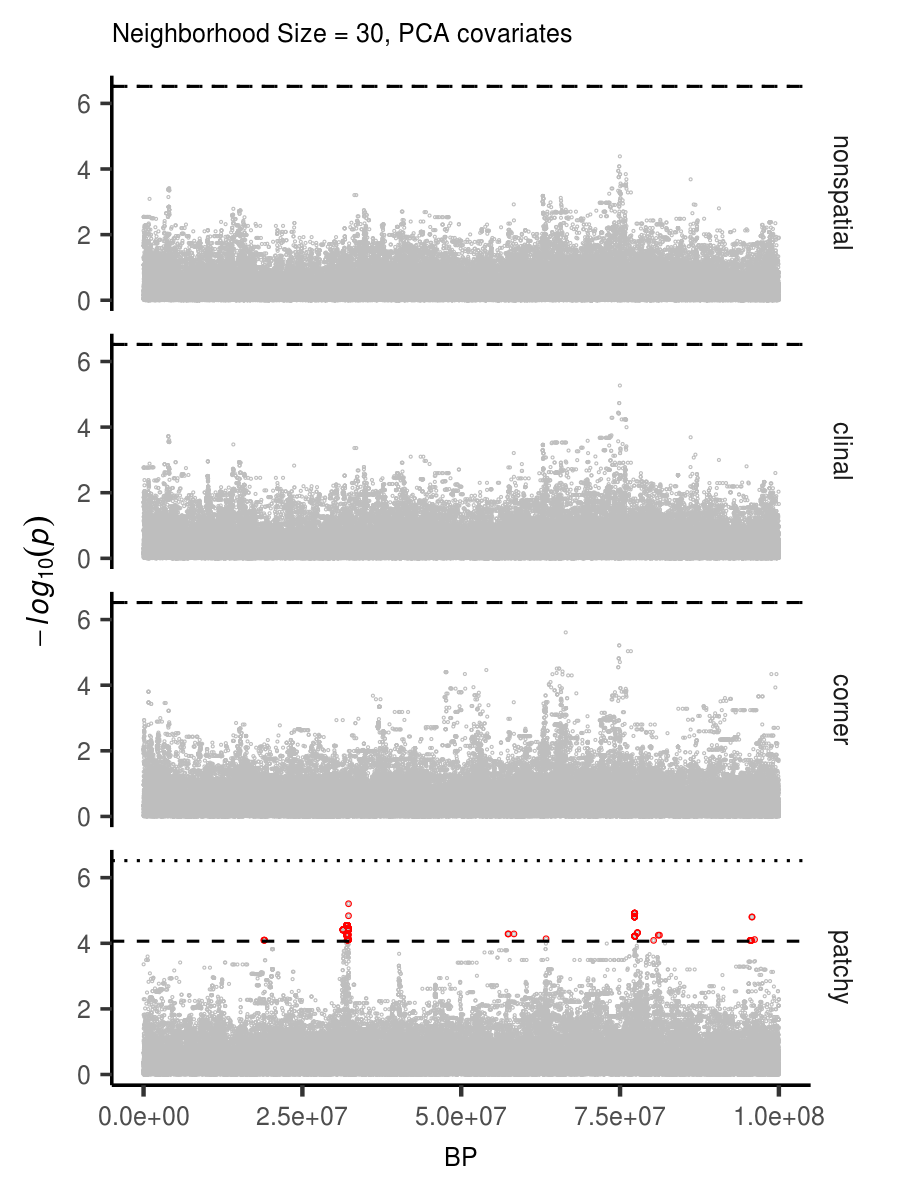 Neighborhood Size = 30, PCA covariates
6
4
2
0
nonspatial
6
4
2
0
clinal
−log₁₀(p)
6
4
2
0
corner
6
4
2
0
patchy
0.0e+00 2.5e+07 5.0e+07 7.5e+07 1.0e+08
BP